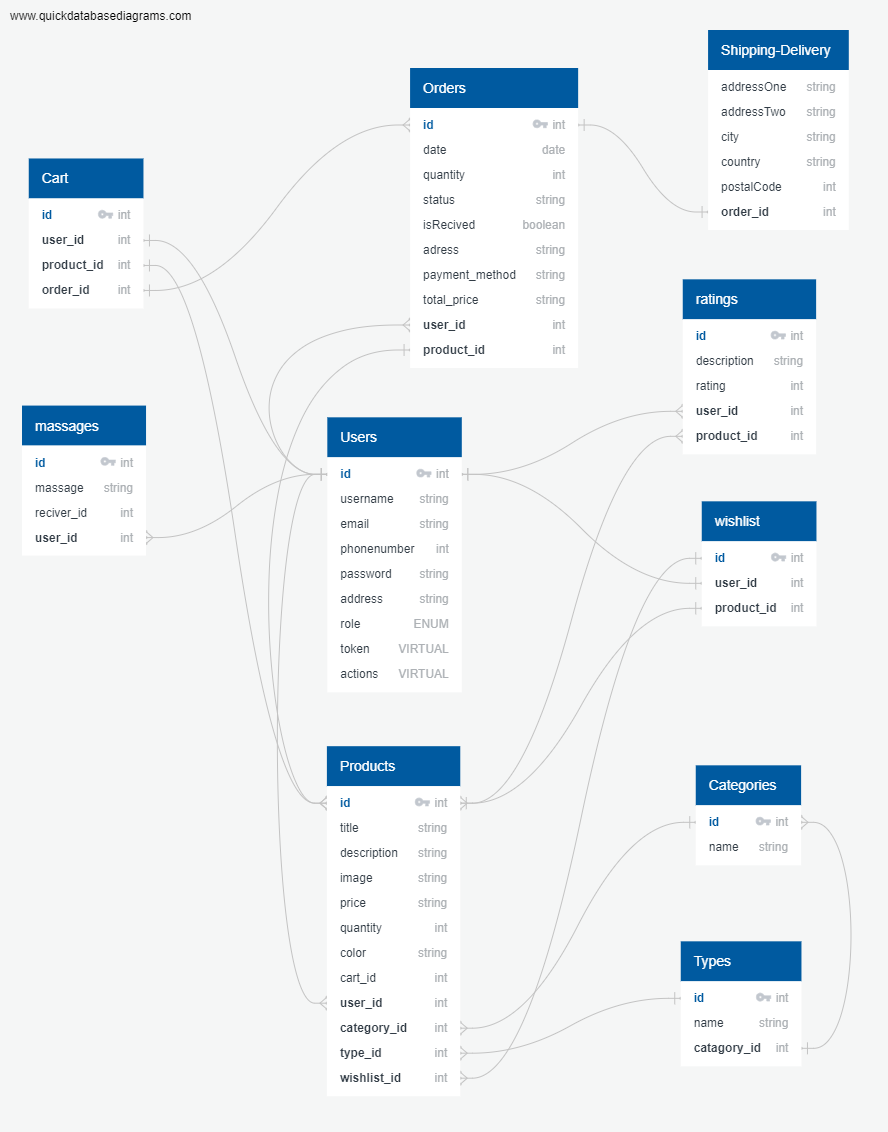 www.quickdatabasediagrams.com
Shipping-Delivery
addressOne string
addressTwo string
city string
country string
postalCode int
order_id int
Orders
id int
date date
quantity int
status string
isRecived boolean
adress string
payment_method string
total_price string
user_id int
product_id int
Cart
id int
user_id int
product_id int
order_id int
ratings
id int
description string
rating int
user_id int
product_id int
massages
id int
massage string
reciver_id int
user_id int
Users
id int
username string
email string
phonenumber int
password string
address string
role ENUM
token VIRTUAL
actions VIRTUAL
wishlist
id int
user_id int
product_id int
Products
id int
title string
description string
image string
price string
quantity int
color string
cart_id int
user_id int
category_id int
type_id int
wishlist_id int
Categories
id int
name string
Types
id int
name string
catagory_id int